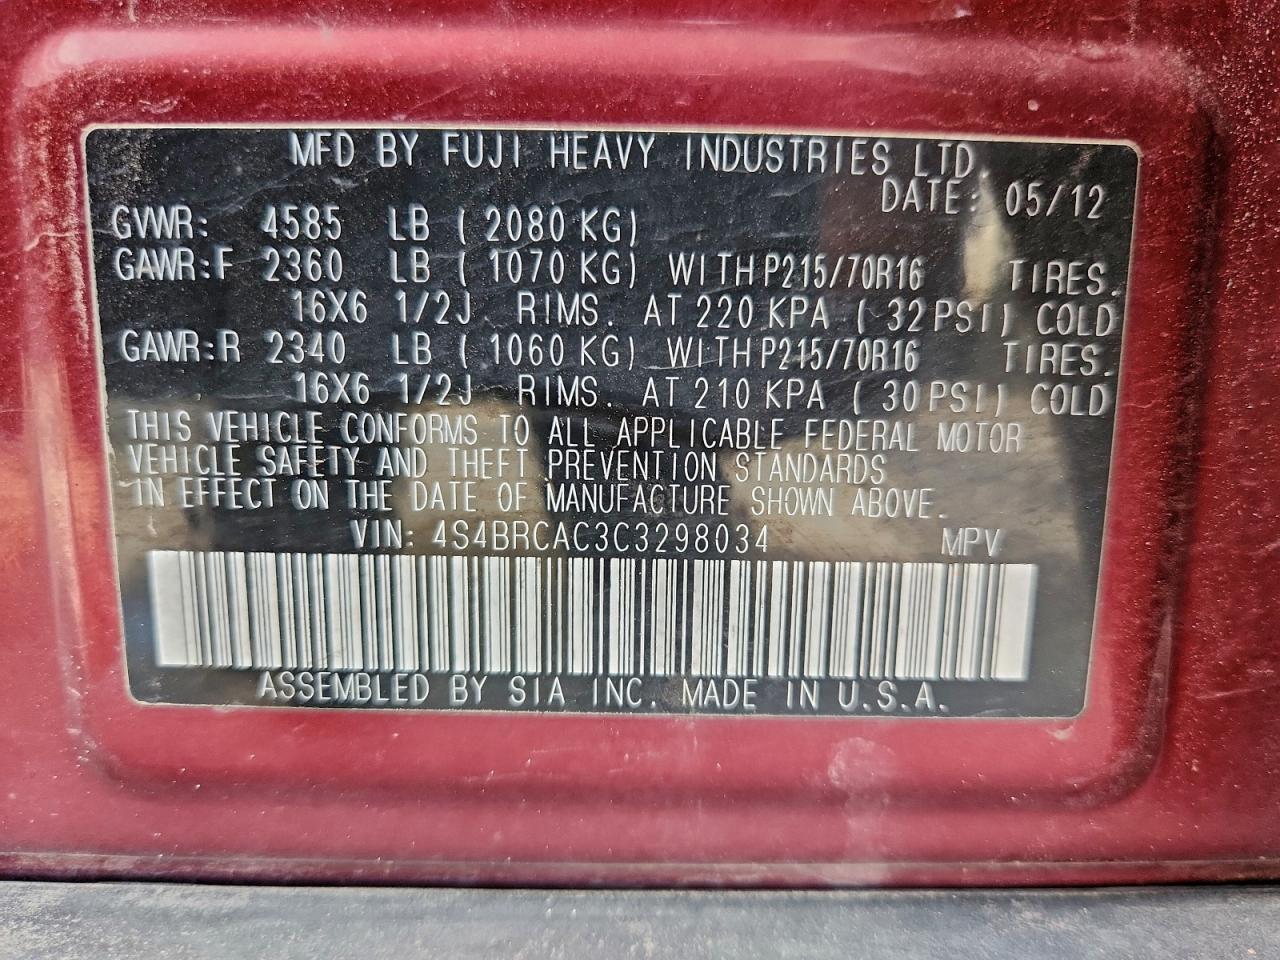 MFD BY FUJI HEAVY INDUSTRIES LTD.
DATE: 05/12
GVWR: 4585 LB ( 2080 KG)
GAWR:F 2360 LB ( 1070 KG) WITH P215/70R16 TIRES.
16X6 1/2J RIMS. AT 220 KPA ( 32 PSI) COLD
GAWR:R 2340 LB ( 1060 KG) WITH P215/70R16 TIRES.
16X6 1/2J RIMS. AT 210 KPA ( 30 PSI) COLD
THIS VEHICLE CONFORMS TO ALL APPLICABLE FEDERAL MOTOR
VEHICLE SAFETY AND THEFT PREVENTION STANDARDS
IN EFFECT ON THE DATE OF MANUFACTURE SHOWN ABOVE.
VIN: 4S4BRCAC3C3298034 MPV
ASSEMBLED BY SIA INC. MADE IN U.S.A.